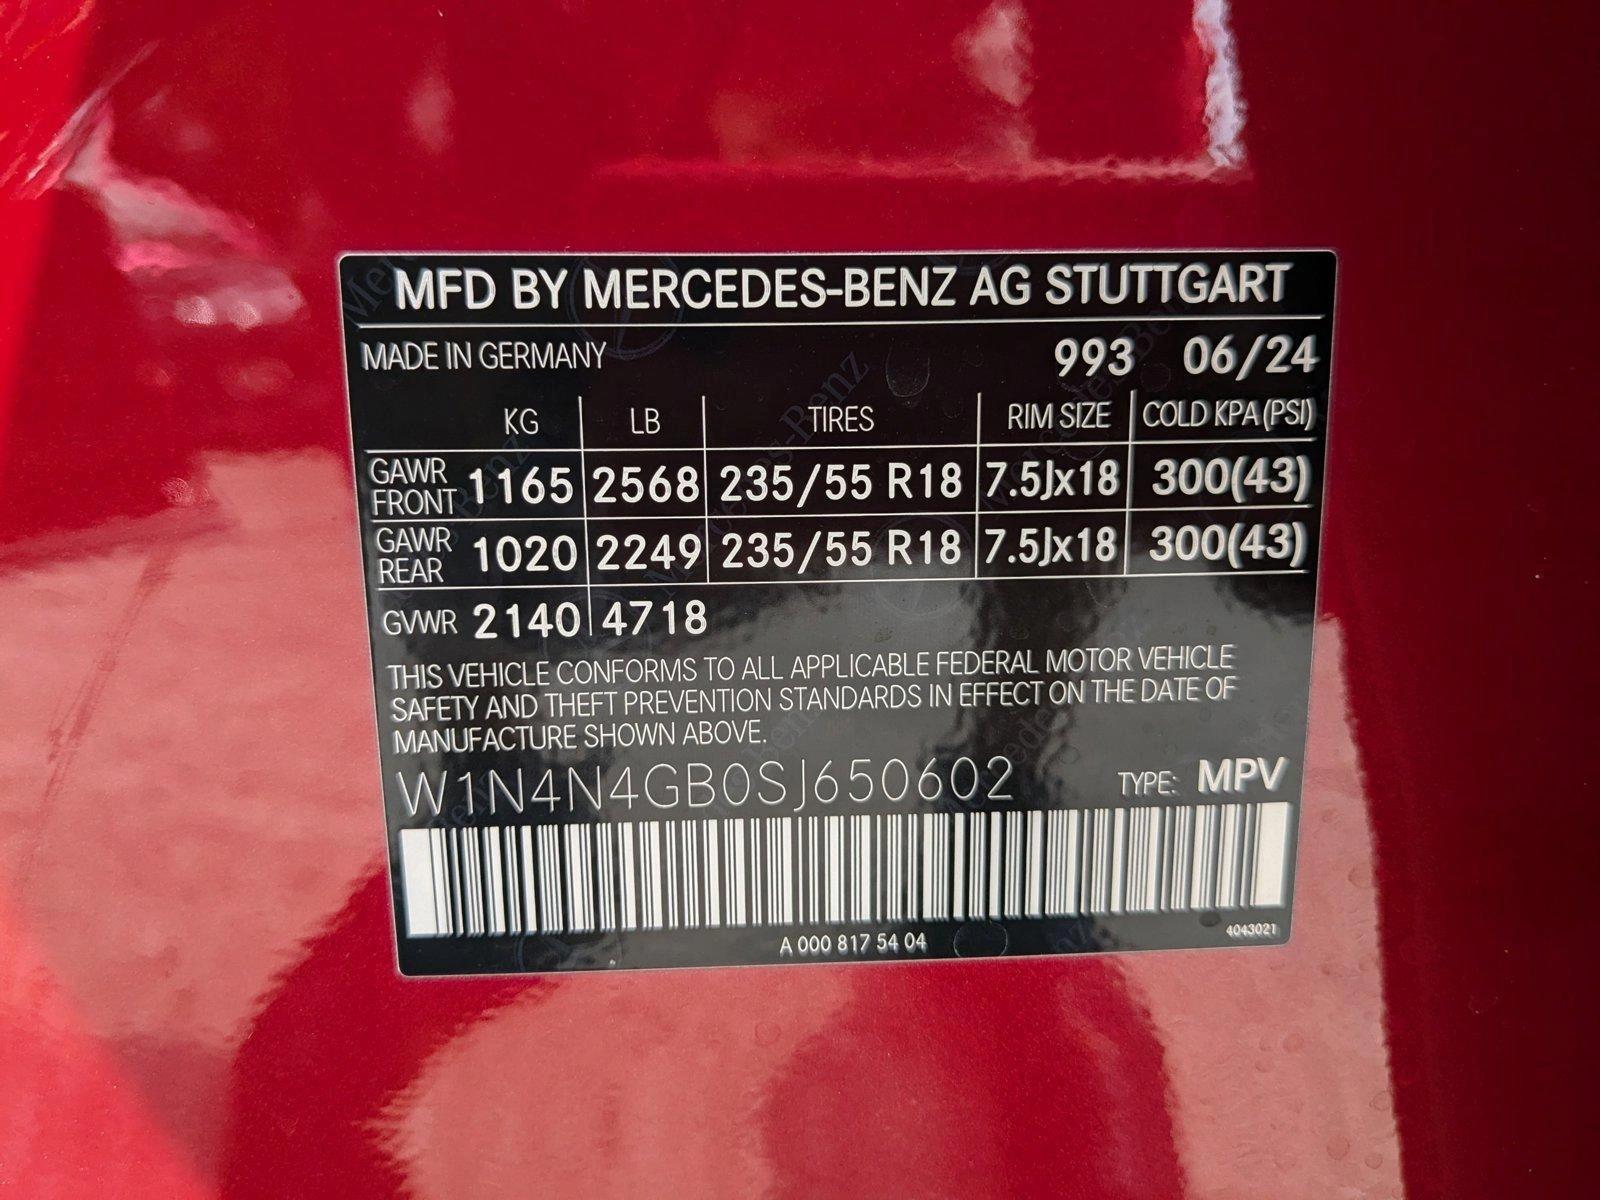 MFD BY MERCEDES-BENZ AG STUTTGART
MADE IN GERMANY 993 06/24
KG LB TIRES RIM SIZE COLD KPA (PSI)
GAWR FRONT 1165 2568 235/55 R18 7.5Jx18 300(43)
GAWR REAR 1020 2249 235/55 R18 7.5Jx18 300(43)
GVWR 2140 4718
THIS VEHICLE CONFORMS TO ALL APPLICABLE FEDERAL MOTOR VEHICLE
SAFETY AND THEFT PREVENTION STANDARDS IN EFFECT ON THE DATE OF
MANUFACTURE SHOWN ABOVE.
W1N4N4GB0SJ650602 TYPE: MPV
A 000 817 54 04 4043021